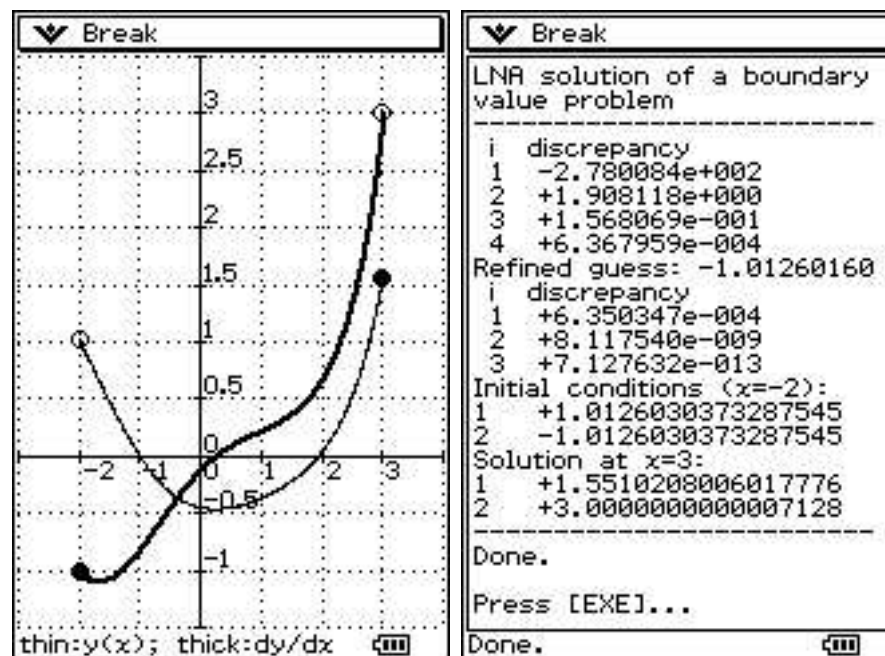 Break
3
2.5
2
1.5
1
0.5
0
-2 -1 1 2 3
-0.5
-1
thin:y(x); thick:dy/dx
Break
LNA solution of a boundary
value problem
---------------------------
i discrepancy
1 -2.780084e+002
2 +1.908118e+000
3 +1.568069e-001
4 +6.367959e-004
Refined guess: -1.01260160
i discrepancy
1 +6.350347e-004
2 +8.117540e-009
3 +7.127632e-013
Initial conditions (x=-2):
1 +1.0126030373287545
2 -1.0126030373287545
Solution at x=3:
1 +1.5510208006017776
2 +3.0000000000007128
---------------------------
Done.
Press [EXE]...
Done.